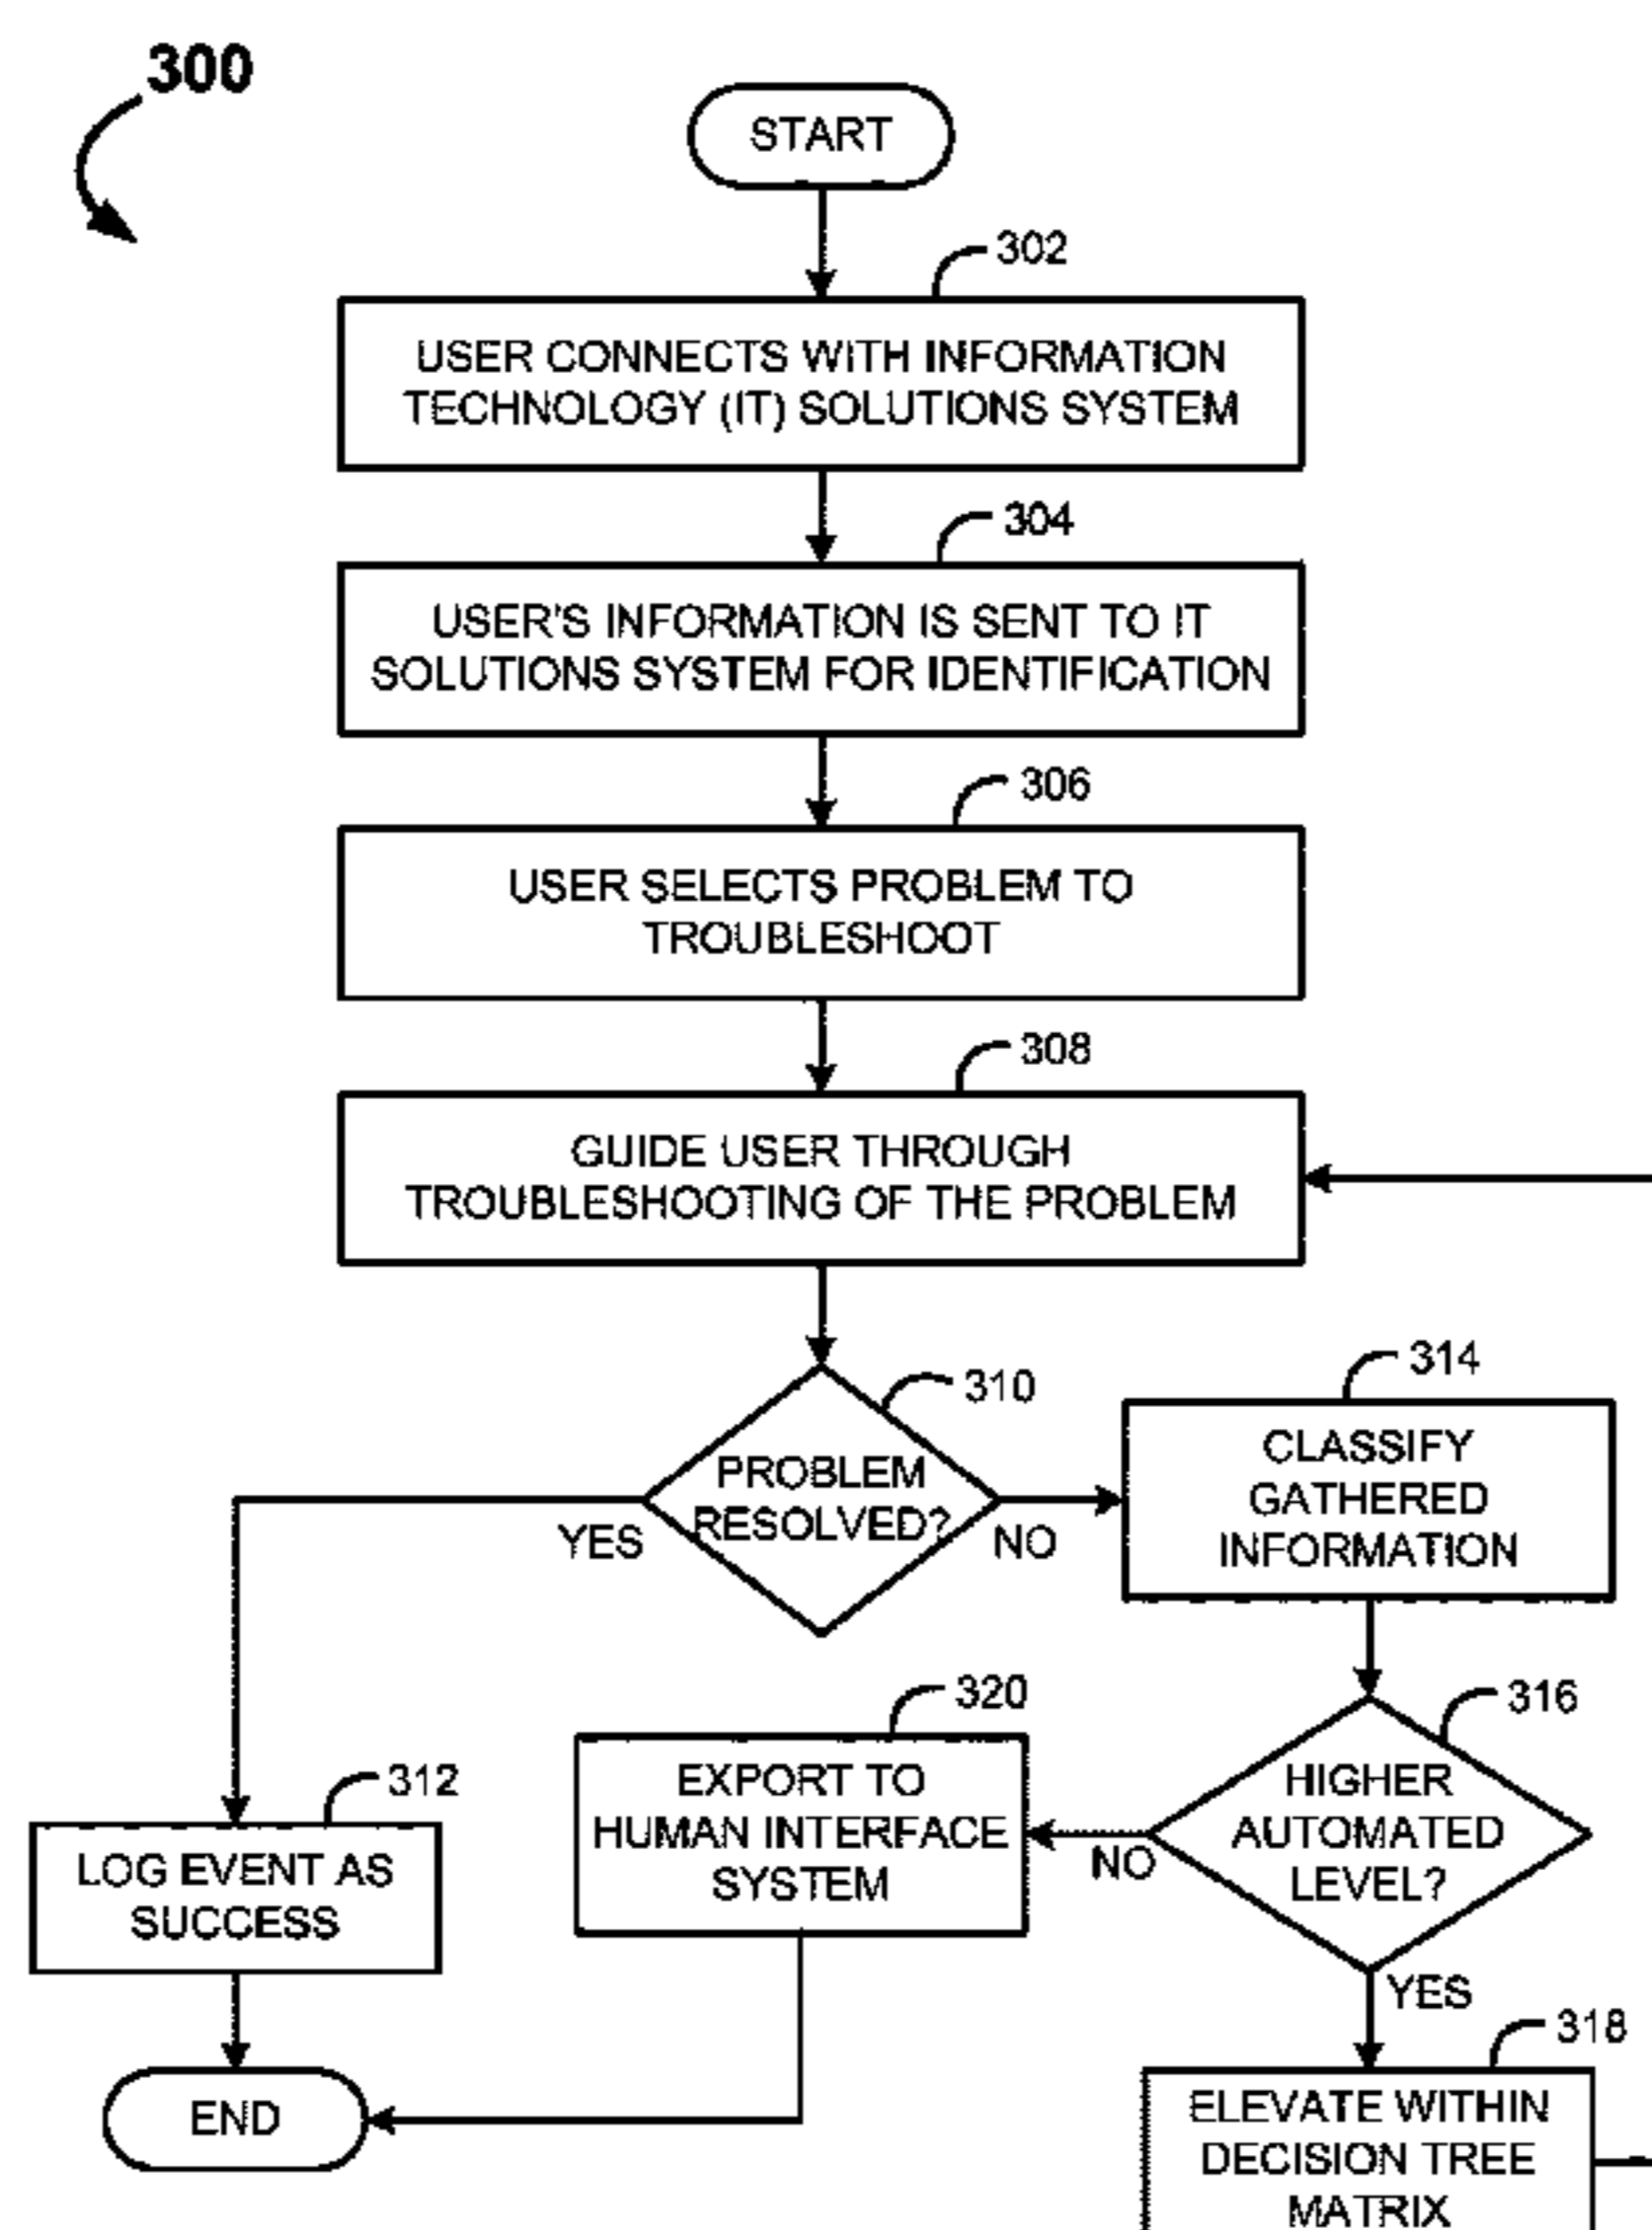 300
START
302
USER CONNECTS WITH INFORMATION
TECHNOLOGY (IT) SOLUTIONS SYSTEM
304
USER'S INFORMATION IS SENT TO IT
SOLUTIONS SYSTEM FOR IDENTIFICATION
306
USER SELECTS PROBLEM TO
TROUBLESHOOT
308
GUIDE USER THROUGH
TROUBLESHOOTING OF THE PROBLEM
310
PROBLEM
RESOLVED?
YES
NO
314
CLASSIFY
GATHERED
INFORMATION
316
HIGHER
AUTOMATED
LEVEL?
NO
YES
320
EXPORT TO
HUMAN INTERFACE
SYSTEM
312
LOG EVENT AS
SUCCESS
END
318
ELEVATE WITHIN
DECISION TREE
MATRIX